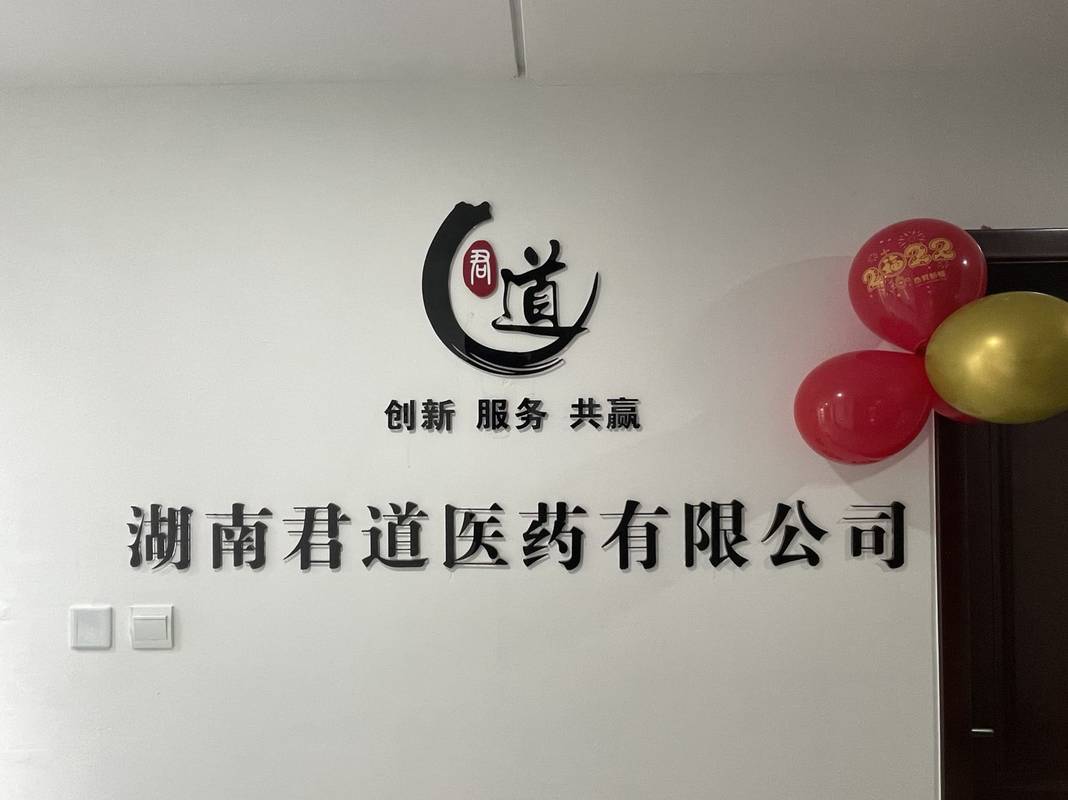 君道
创新 服务 共赢
湖南君道医药有限公司
2022